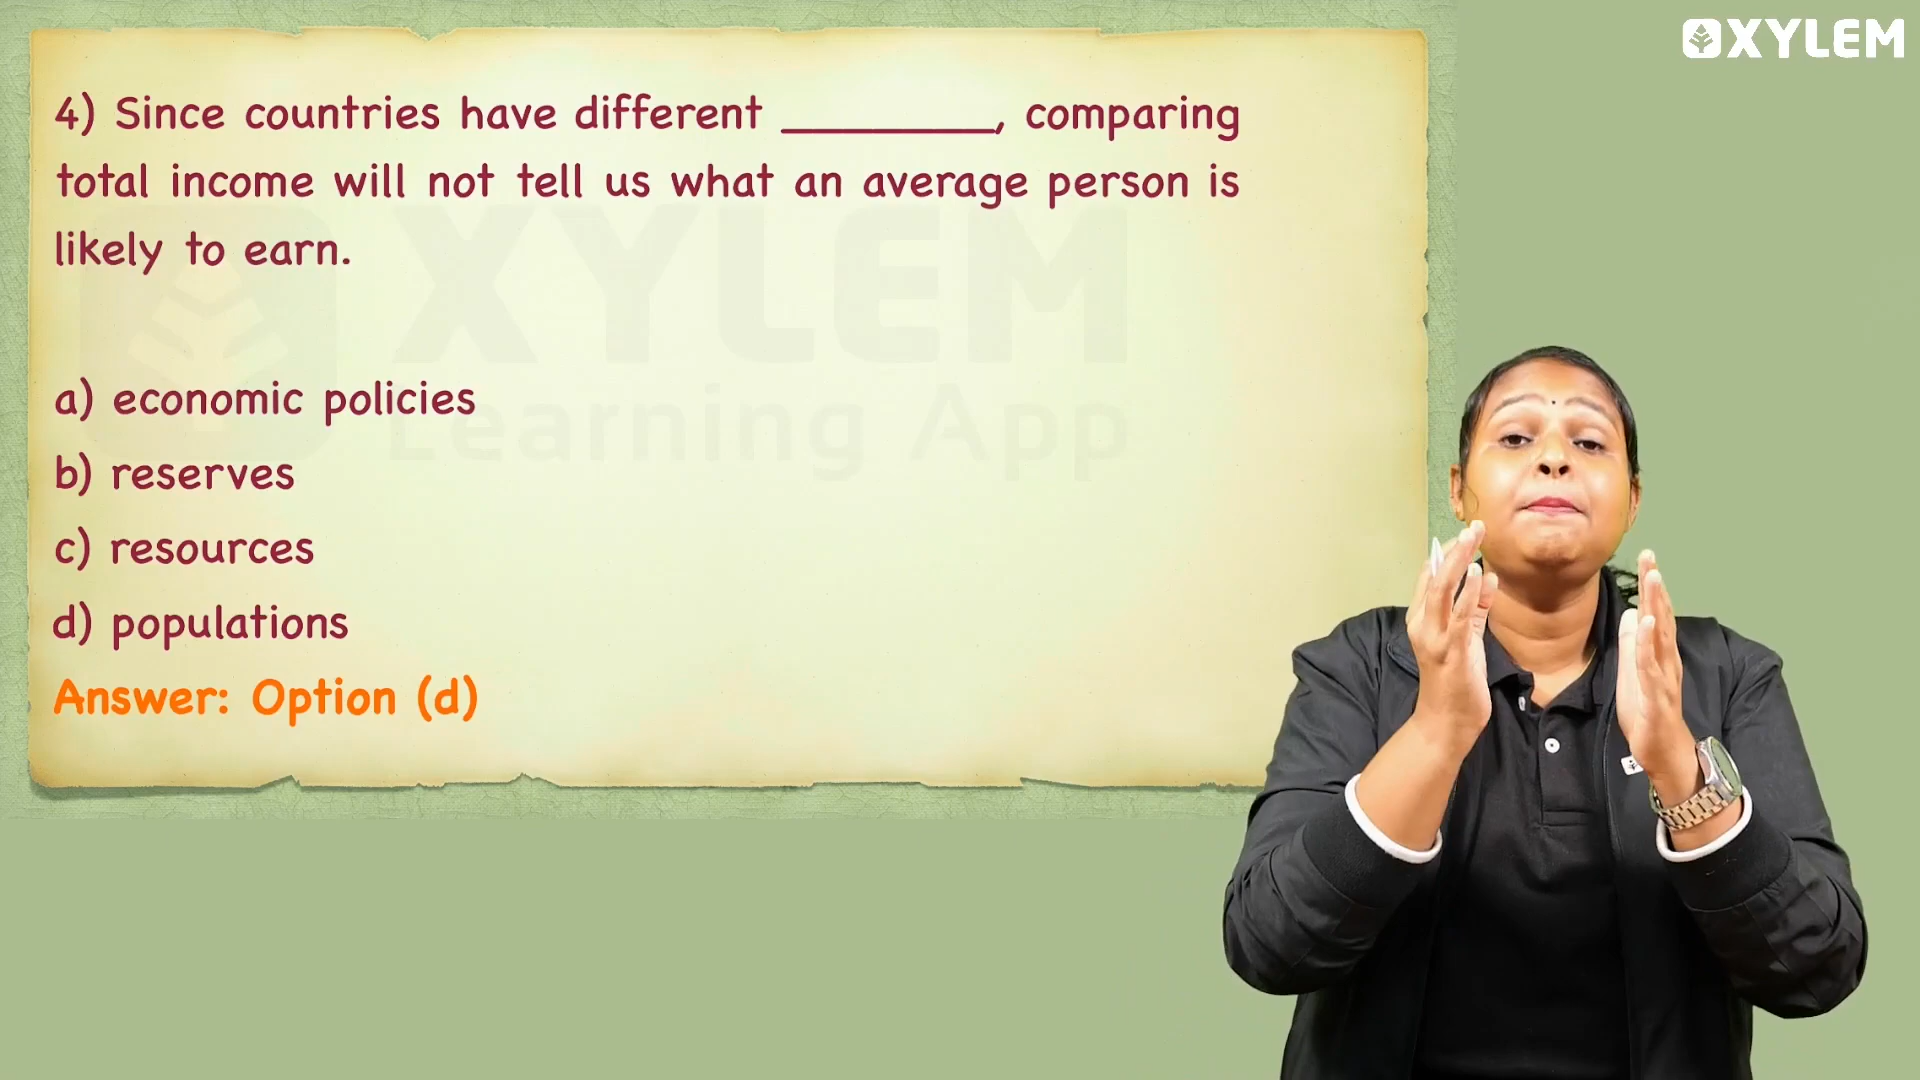 XYLEM
4) Since countries have different ________, comparing
total income will not tell us what an average person is
likely to earn.
XYLEM
Learning App
a) economic policies
b) reserves
c) resources
d) populations
Answer: Option (d)